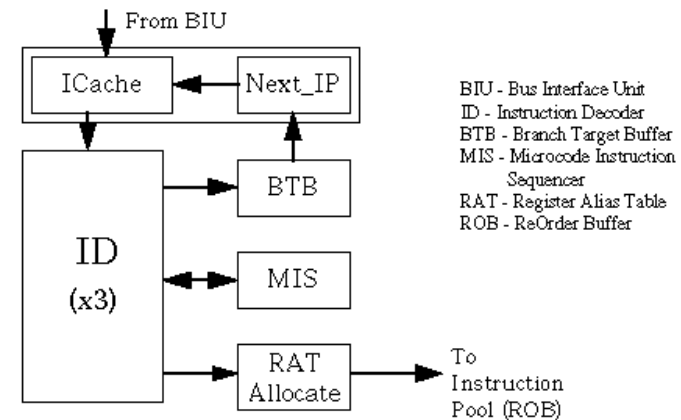 From BIU
ICache
Next_IP
BTB
ID
(x3)
MIS
RAT
Allocate
To
Instruction
Pool (ROB)
BIU - Bus Interface Unit
ID - Instruction Decoder
BTB - Branch Target Buffer
MIS - Microcode Instruction
Sequencer
RAT - Register Alias Table
ROB - ReOrder Buffer